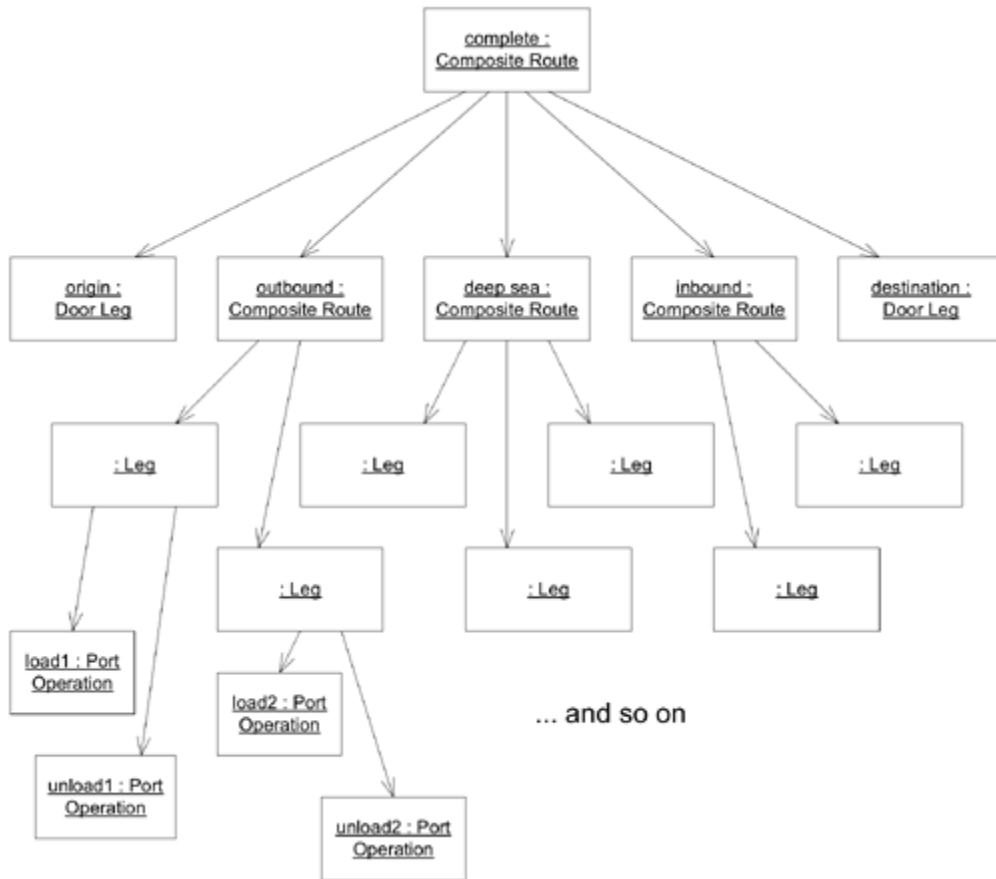 complete :
Composite Route
origin :
Door Leg
outbound :
Composite Route
deep sea :
Composite Route
inbound :
Composite Route
destination :
Door Leg
: Leg
: Leg
: Leg
: Leg
: Leg
: Leg
: Leg
load1 : Port
Operation
load2 : Port
Operation
... and so on
unload1 : Port
Operation
unload2 : Port
Operation